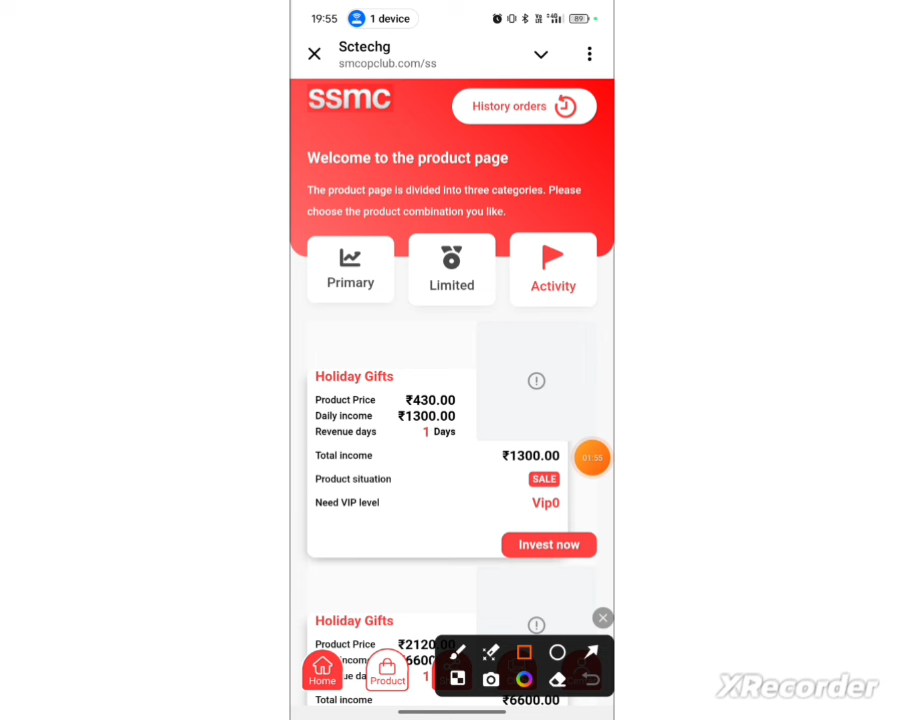 19:55 1 device 89
Sctechg
smcopclub.com/ss
ssmc
History orders
Welcome to the product page
The product page is divided into three categories. Please
choose the product combination you like.
Primary Limited Activity
Holiday Gifts
Product Price ₹430.00
Daily income ₹1300.00
Revenue days 1 Days
Total income ₹1300.00
01:55
Product situation SALE
Need VIP level Vip0
Invest now
Holiday Gifts
Product Price ₹2120.00
Home Product
Total income ₹6600.00
XRecorder